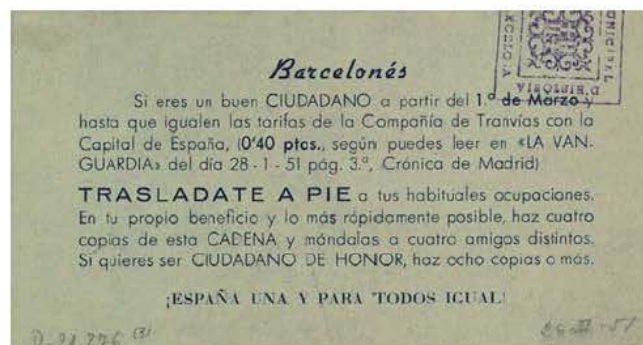 Barcelonés
Si eres un buen CIUDADANO a partir del 1.º de Marzo y
hasta que igualen las tarifas de la Compañía de Tranvías con la
Capital de España, (0'40 ptas., según puedes leer en «LA VAN-
GUARDIA» del día 28 - 1 - 51 pág. 3.ª, Crónica de Madrid)
TRASLADATE A PIE a tus habituales ocupaciones.
En tu propio beneficio y lo más rápidamente posible, haz cuatro
copias de esta CADENA y mándalas a cuatro amigos distintos.
Si quieres ser CIUDADANO DE HONOR, haz ocho copias o más.
¡ESPAÑA UNA Y PARA TODOS IGUAL!